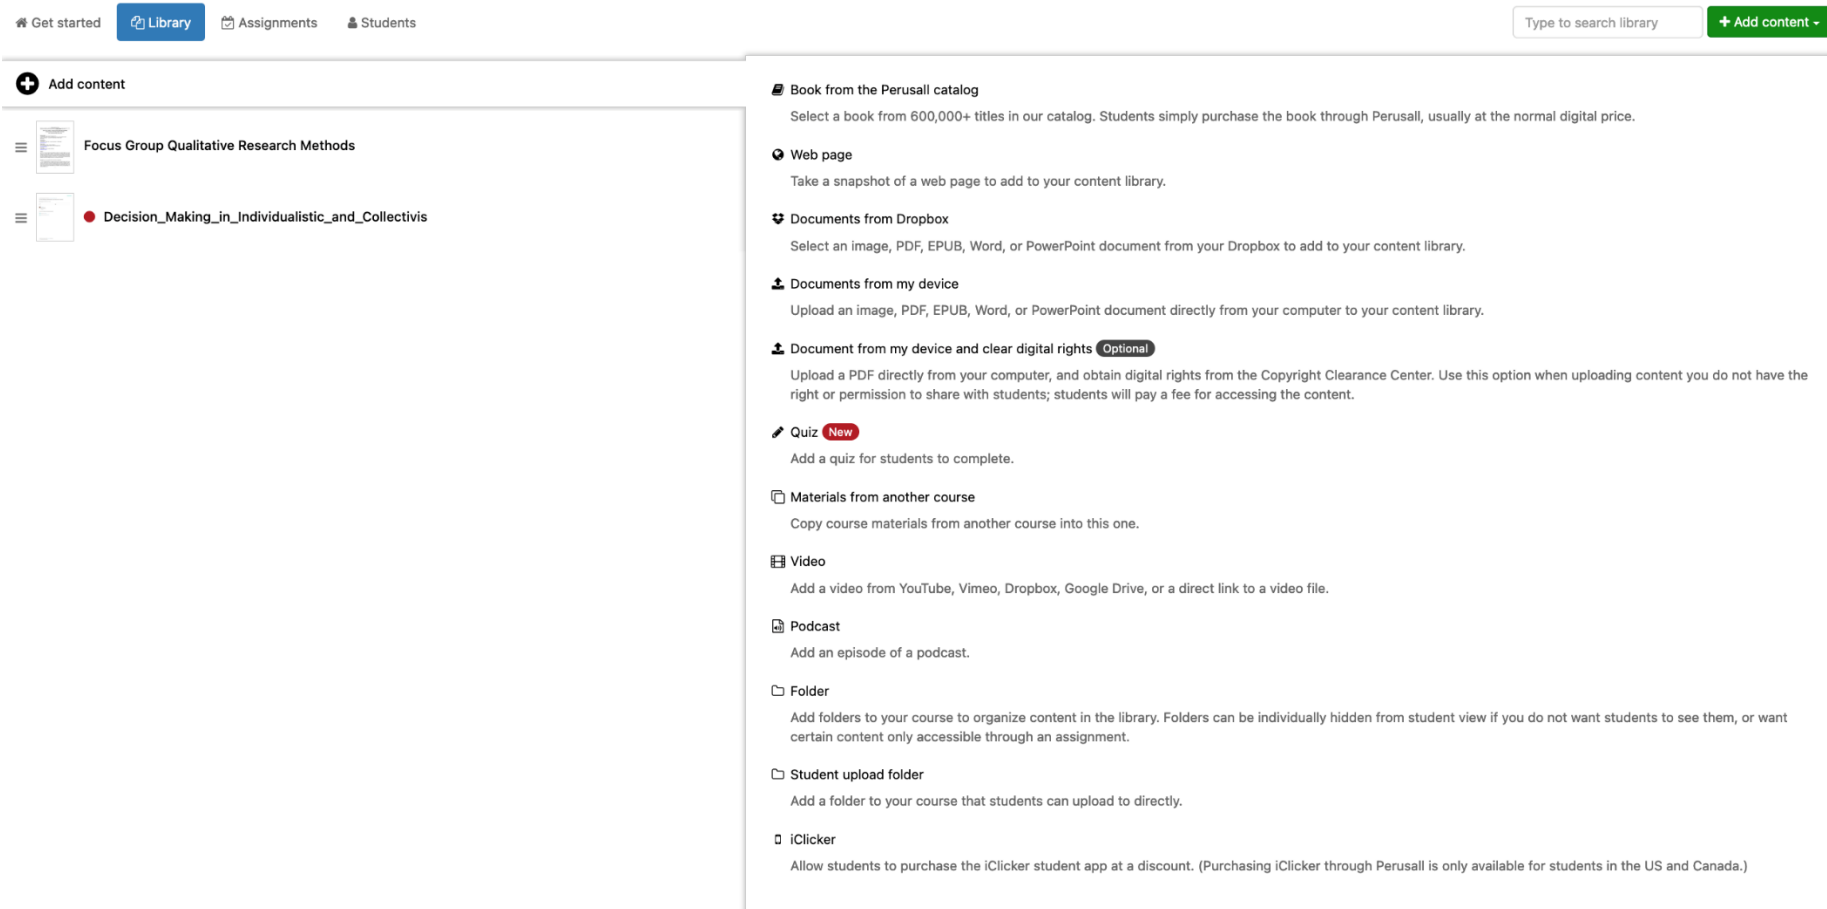 Get started
Library
Assignments
Students
Type to search library
+ Add content
Add content
Focus Group Qualitative Research Methods
Decision_Making_in_Individualistic_and_Collectivis
Book from the Perusall catalog
Select a book from 600,000+ titles in our catalog. Students simply purchase the book through Perusall, usually at the normal digital price.
Web page
Take a snapshot of a web page to add to your content library.
Documents from Dropbox
Select an image, PDF, EPUB, Word, or PowerPoint document from your Dropbox to add to your content library.
Documents from my device
Upload an image, PDF, EPUB, Word, or PowerPoint document directly from your computer to your content library.
Document from my device and clear digital rights Optional
Upload a PDF directly from your computer, and obtain digital rights from the Copyright Clearance Center. Use this option when uploading content you do not have the
right or permission to share with students; students will pay a fee for accessing the content.
Quiz New
Add a quiz for students to complete.
Materials from another course
Copy course materials from another course into this one.
Video
Add a video from YouTube, Vimeo, Dropbox, Google Drive, or a direct link to a video file.
Podcast
Add an episode of a podcast.
Folder
Add folders to your course to organize content in the library. Folders can be individually hidden from student view if you do not want students to see them, or want
certain content only accessible through an assignment.
Student upload folder
Add a folder to your course that students can upload to directly.
iClicker
Allow students to purchase the iClicker student app at a discount. (Purchasing iClicker through Perusall is only available for students in the US and Canada.)